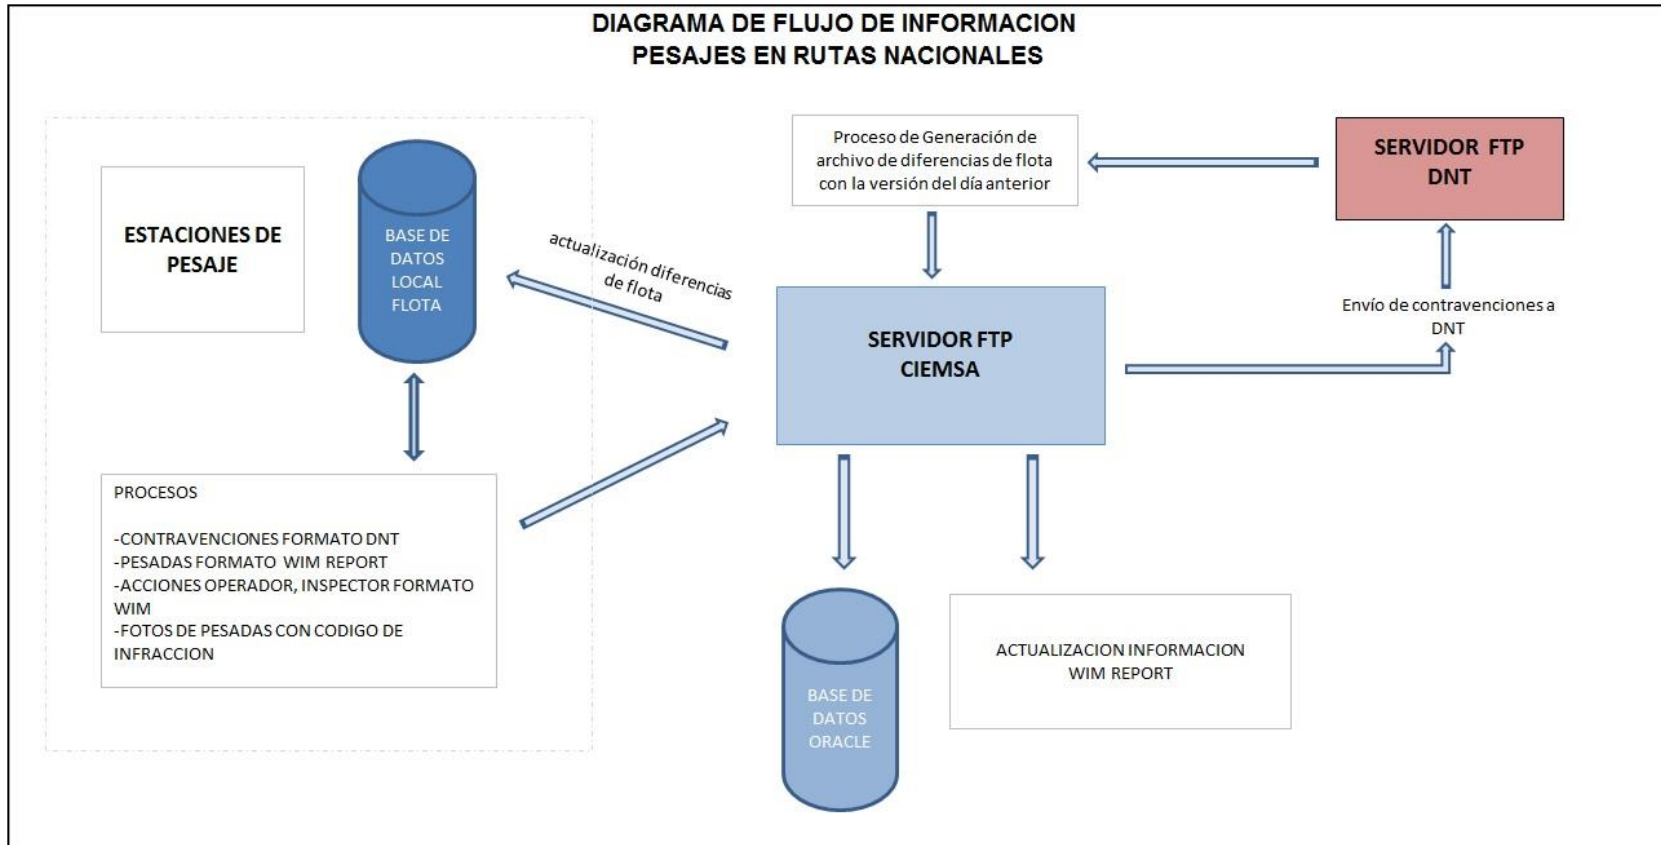 DIAGRAMA DE FLUJO DE INFORMACION
PESAJES EN RUTAS NACIONALES
ESTACIONES DE
PESAJE
BASE DE
DATOS
LOCAL
FLOTA
actualización diferencias
de flota
Proceso de Generación de
archivo de diferencias de flota
con la versión del día anterior
SERVIDOR FTP
DNT
SERVIDOR FTP
CIEMSA
Envío de contravenciones a
DNT
PROCESOS
-CONTRAVENCIONES FORMATO DNT
-PESADAS FORMATO WIM REPORT
-ACCIONES OPERADOR, INSPECTOR FORMATO
WIM
-FOTOS DE PESADAS CON CODIGO DE
INFRACCION
BASE DE
DATOS
ORACLE
ACTUALIZACION INFORMACION
WIM REPORT